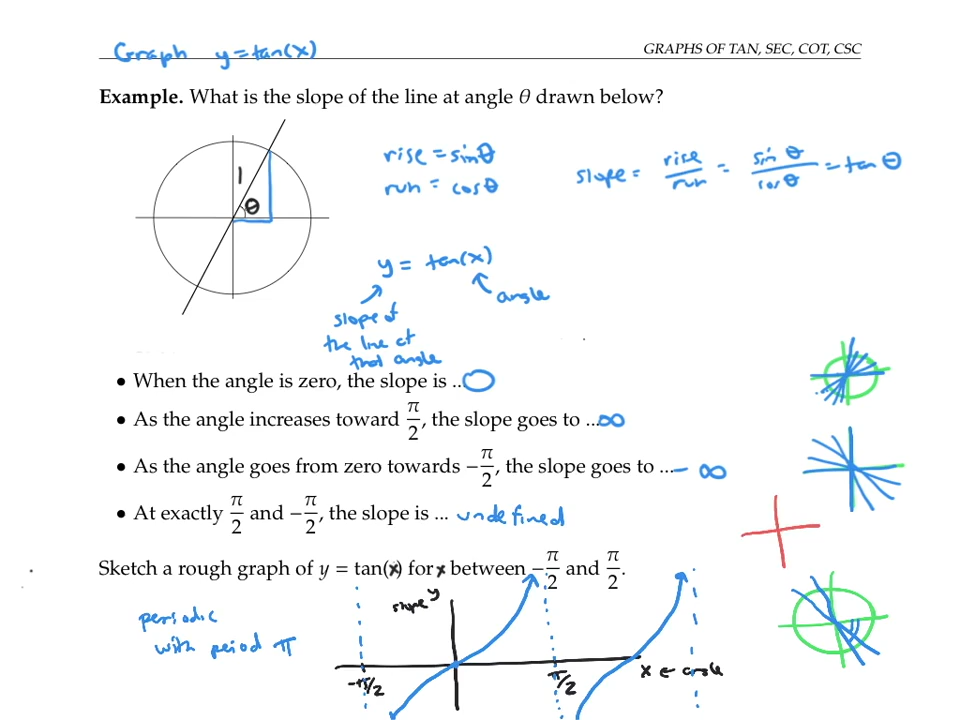 Graph y=tan(x)
GRAPHS OF TAN, SEC, COT, CSC
Example. What is the slope of the line at angle θ drawn below?
1
θ
rise = sinθ
run = cosθ
slope = rise/run = sin θ/cos θ = tan θ
y = tan(x)
angle
slope of
the line at
that angle
• When the angle is zero, the slope is ..0
• As the angle increases toward π/2, the slope goes to ...∞
• As the angle goes from zero towards −π/2, the slope goes to ...−∞
• At exactly π/2 and −π/2, the slope is ... undefined
Sketch a rough graph of y = tan(x) for x between −π/2 and π/2.
periodic
with period π
slope y
-π/2
π/2
x ← angle